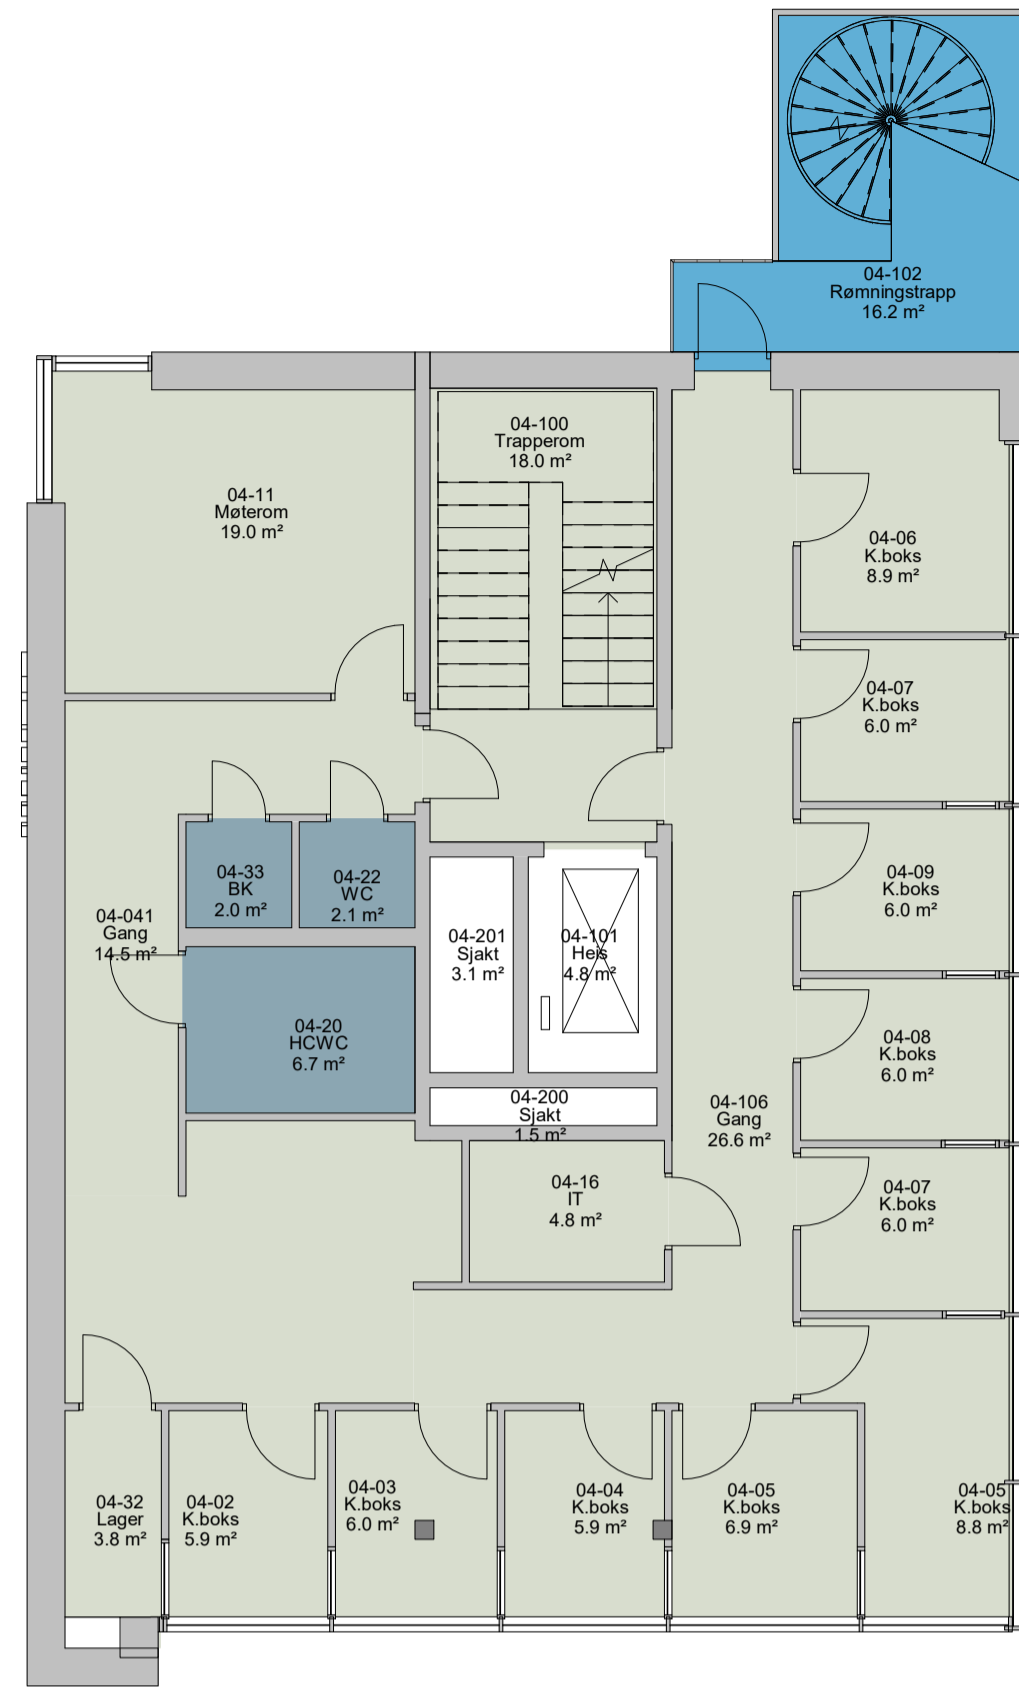 04-102
Rømningstrapp
16.2 m²
04-100
Trapperom
18.0 m²
04-11
Møterom
19.0 m²
04-06
K.boks
8.9 m²
04-07
K.boks
6.0 m²
04-33
BK
2.0 m²
04-22
WC
2.1 m²
04-09
K.boks
6.0 m²
04-041
Gang
14.5 m²
04-201
Sjakt
3.1 m²
04-101
Heis
4.8 m²
04-20
HCWC
6.7 m²
04-08
K.boks
6.0 m²
04-200
Sjakt
1.5 m²
04-106
Gang
26.6 m²
04-16
IT
4.8 m²
04-07
K.boks
6.0 m²
04-32
Lager
3.8 m²
04-02
K.boks
5.9 m²
04-03
K.boks
6.0 m²
04-04
K.boks
5.9 m²
04-05
K.boks
6.9 m²
04-05
K.boks
8.8 m²